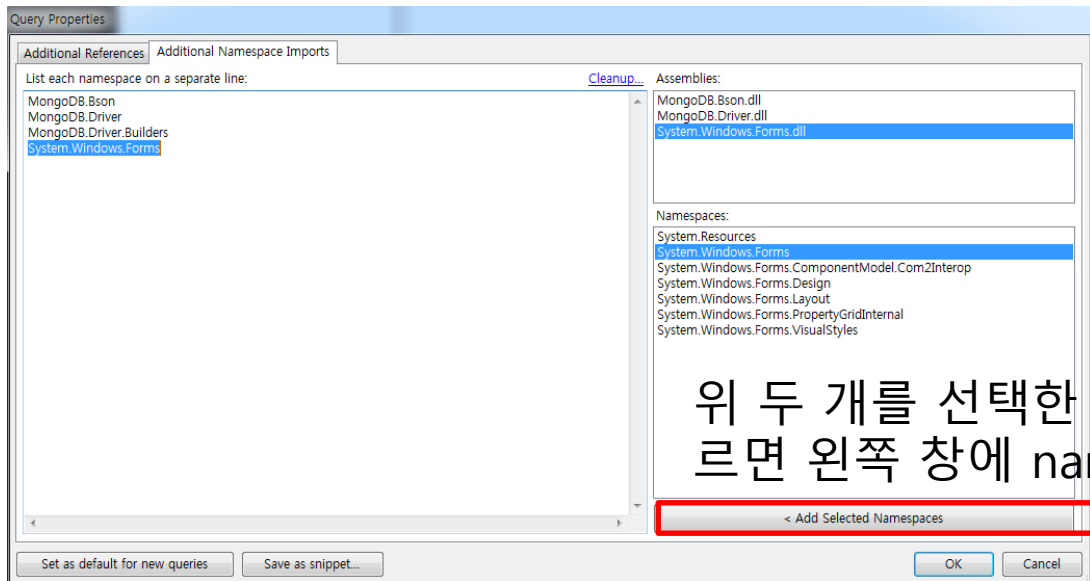 Query Properties
Additional References Additional Namespace Imports
List each namespace on a separate line: Cleanup...
MongoDB.Bson
MongoDB.Driver
MongoDB.Driver.Builders
System.Windows.Forms
Assemblies:
MongoDB.Bson.dll
MongoDB.Driver.dll
System.Windows.Forms.dll
Namespaces:
System.Resources
System.Windows.Forms
System.Windows.Forms.ComponentModel.Com2Interop
System.Windows.Forms.Design
System.Windows.Forms.Layout
System.Windows.Forms.PropertyGridInternal
System.Windows.Forms.VisualStyles
위 두 개를 선택한
르면 왼쪽 창에
< Add Selected Namespaces
Set as default for new queries Save as snippet... OK Cancel